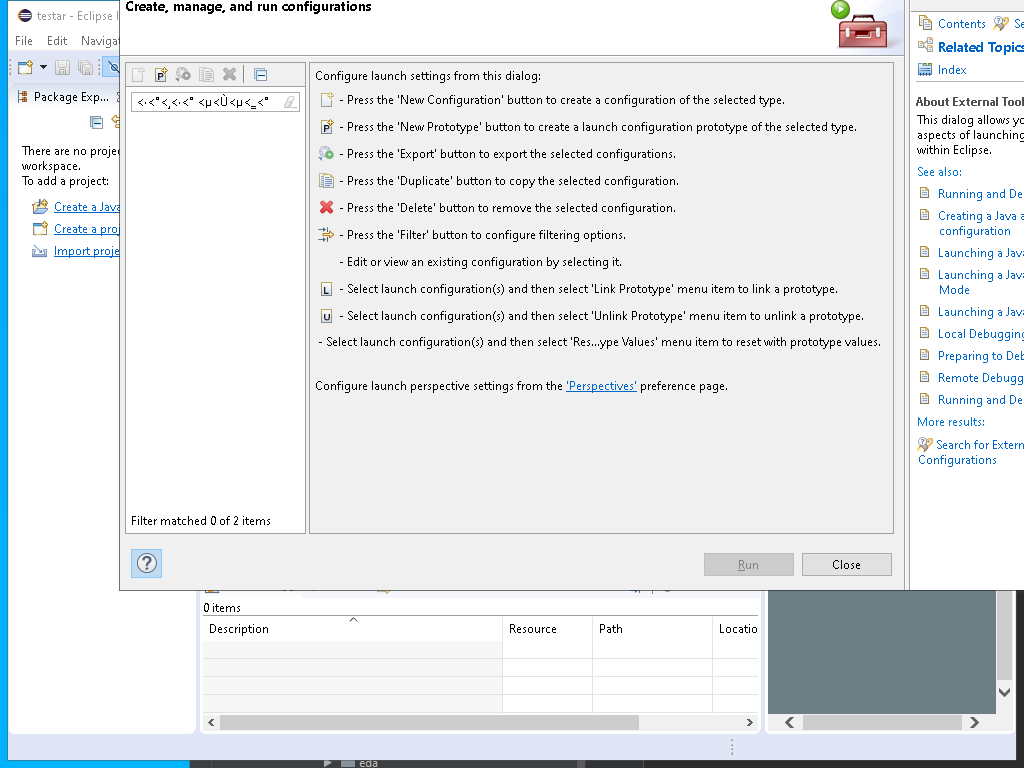 Create, manage, and run configurations
testar - Eclipse I
File Edit Navigat
Package Exp...
There are no proje
workspace.
To add a project:
Create a Java
Create a proj
Import proje
Filter matched 0 of 2 items
Configure launch settings from this dialog:
- Press the 'New Configuration' button to create a configuration of the selected type.
- Press the 'New Prototype' button to create a launch configuration prototype of the selected type.
- Press the 'Export' button to export the selected configurations.
- Press the 'Duplicate' button to copy the selected configuration.
- Press the 'Delete' button to remove the selected configuration.
- Press the 'Filter' button to configure filtering options.
- Edit or view an existing configuration by selecting it.
- Select launch configuration(s) and then select 'Link Prototype' menu item to link a prototype.
- Select launch configuration(s) and then select 'Unlink Prototype' menu item to unlink a prototype.
- Select launch configuration(s) and then select 'Res...ype Values' menu item to reset with prototype values.
Configure launch perspective settings from the 'Perspectives' preference page.
Run
Close
Contents
Se
Related Topics
Index
About External Tool
This dialog allows yo
aspects of launching
within Eclipse.
See also:
Running and De
Creating a Java a
configuration
Launching a Java
Launching a Java
Mode
Launching a Java
Local Debugging
Preparing to Deb
Remote Debugg
Running and De
More results:
Search for Extern
Configurations
0 items
Description Resource Path Locatio
eda